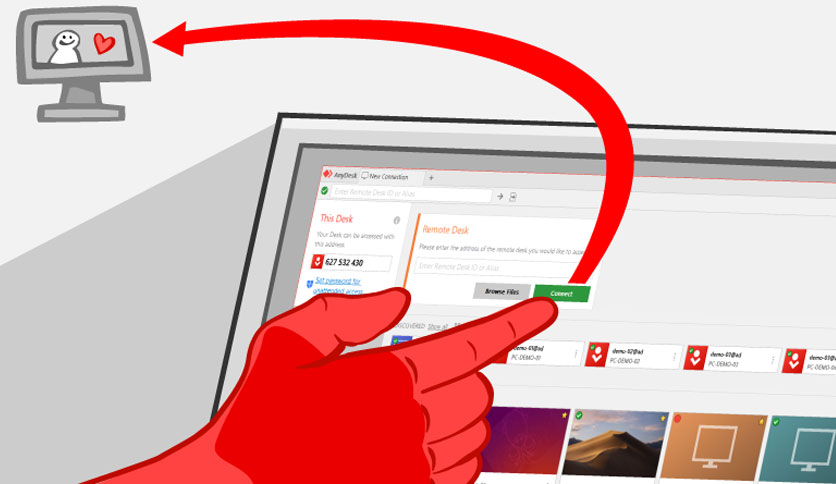 AnyDesk New Connection +
Enter Remote Desk ID or Alias
This Desk
Your Desk can be accessed with
this address.
627 532 430
Set password for
unattended access
Remote Desk
Please enter the address of the remote desk you would like to
Enter Remote Desk ID or Alias
Browse Files
Connect
DISCOVERED Show all
demo-01@ad
PC-DEMO-01
demo-02@ad
PC-DEMO-02
demo-03@ad
PC-DEMO-03
PC-DEMO-04